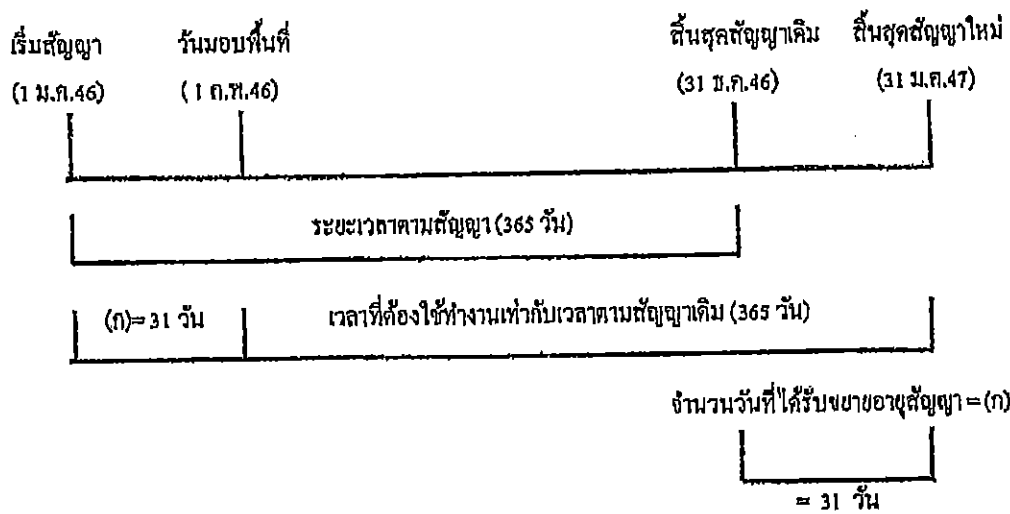 เริ่มสัญญา วันมอบพื้นที่ สิ้นสุดสัญญาเดิม สิ้นสุดสัญญาใหม่
(1 ม.ค.46) (1 ก.พ.46) (31 ธ.ค.46) (31 ม.ค.47)
ระยะเวลาตามสัญญา (365 วัน)
(ก)= 31 วัน เวลาที่ต้องใช้ทำงานเท่ากับเวลาตามสัญญาเดิม (365 วัน)
จำนวนวันที่ได้รับขยายอายุสัญญา = (ก)
= 31 วัน